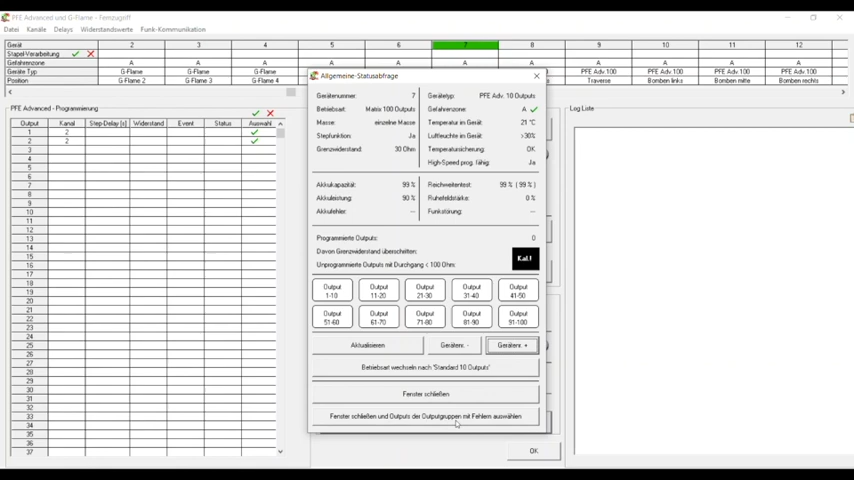 PFE Advanced und G-Flame - Fernzugriff
Datei Kanäle Delays Widerstandswerte Funk-Kommunikation
Gerät 2 3 4 5 6 7 8 9 10 11 12
Stapel-Verarbeitung
Gefahrenzone A A A A A A A A A A A
Geräte Typ G-Flame G-Flame G-Flame PFE Adv.100 PFE Adv.100 PFE Adv.100 PFE Adv.100
Position G-Flame 2 G-Flame 3 G-Flame 4 Traverse Bomben links Bomben mitte Bomben rechts
Allgemeine-Statusabfrage
Gerätenummer: 7 Gerätetyp: PFE Adv. 10 Outputs
Betriebsart: Matrix 100 Outputs Gefahrenzone: A
Masse: einzelne Masse Temperatur im Gerät: 21 °C
Stepfunktion: Ja Luftfeuchte im Gerät: >30%
Grenzwiderstand: 30 Ohm Temperatursicherung: OK
High-Speed prog. fähig: Ja
Akkukapazität: 99 % Reichweitentest: 99 % ( 99 % )
Akkuleistung: 90 % Ruhefeldstärke: 0 %
Akkufehler: -- Funkstörung: --
Programmierte Outputs: 0
Davon Grenzwiderstand überschritten:
Unprogrammierte Outputs mit Durchgang < 100 Ohm:
Kal.!
Output 1-10 Output 11-20 Output 21-30 Output 31-40 Output 41-50
Output 51-60 Output 61-70 Output 71-80 Output 81-90 Output 91-100
Aktualisieren Gerätenr. - Gerätenr. +
Betriebsart wechseln nach 'Standard 10 Outputs'
Fenster schließen
Fenster schließen und Outputs der Outputgruppen mit Fehlern auswählen
OK
PFE Advanced - Programmierung
Output Kanal Step-Delay [s] Widerstand Event Status Auswahl
1 2
2 2
3
4
5
6
7
8
9
10
11
12
13
14
15
16
17
18
19
20
21
22
23
24
25
26
27
28
29
30
31
32
33
34
35
36
37
Log Liste